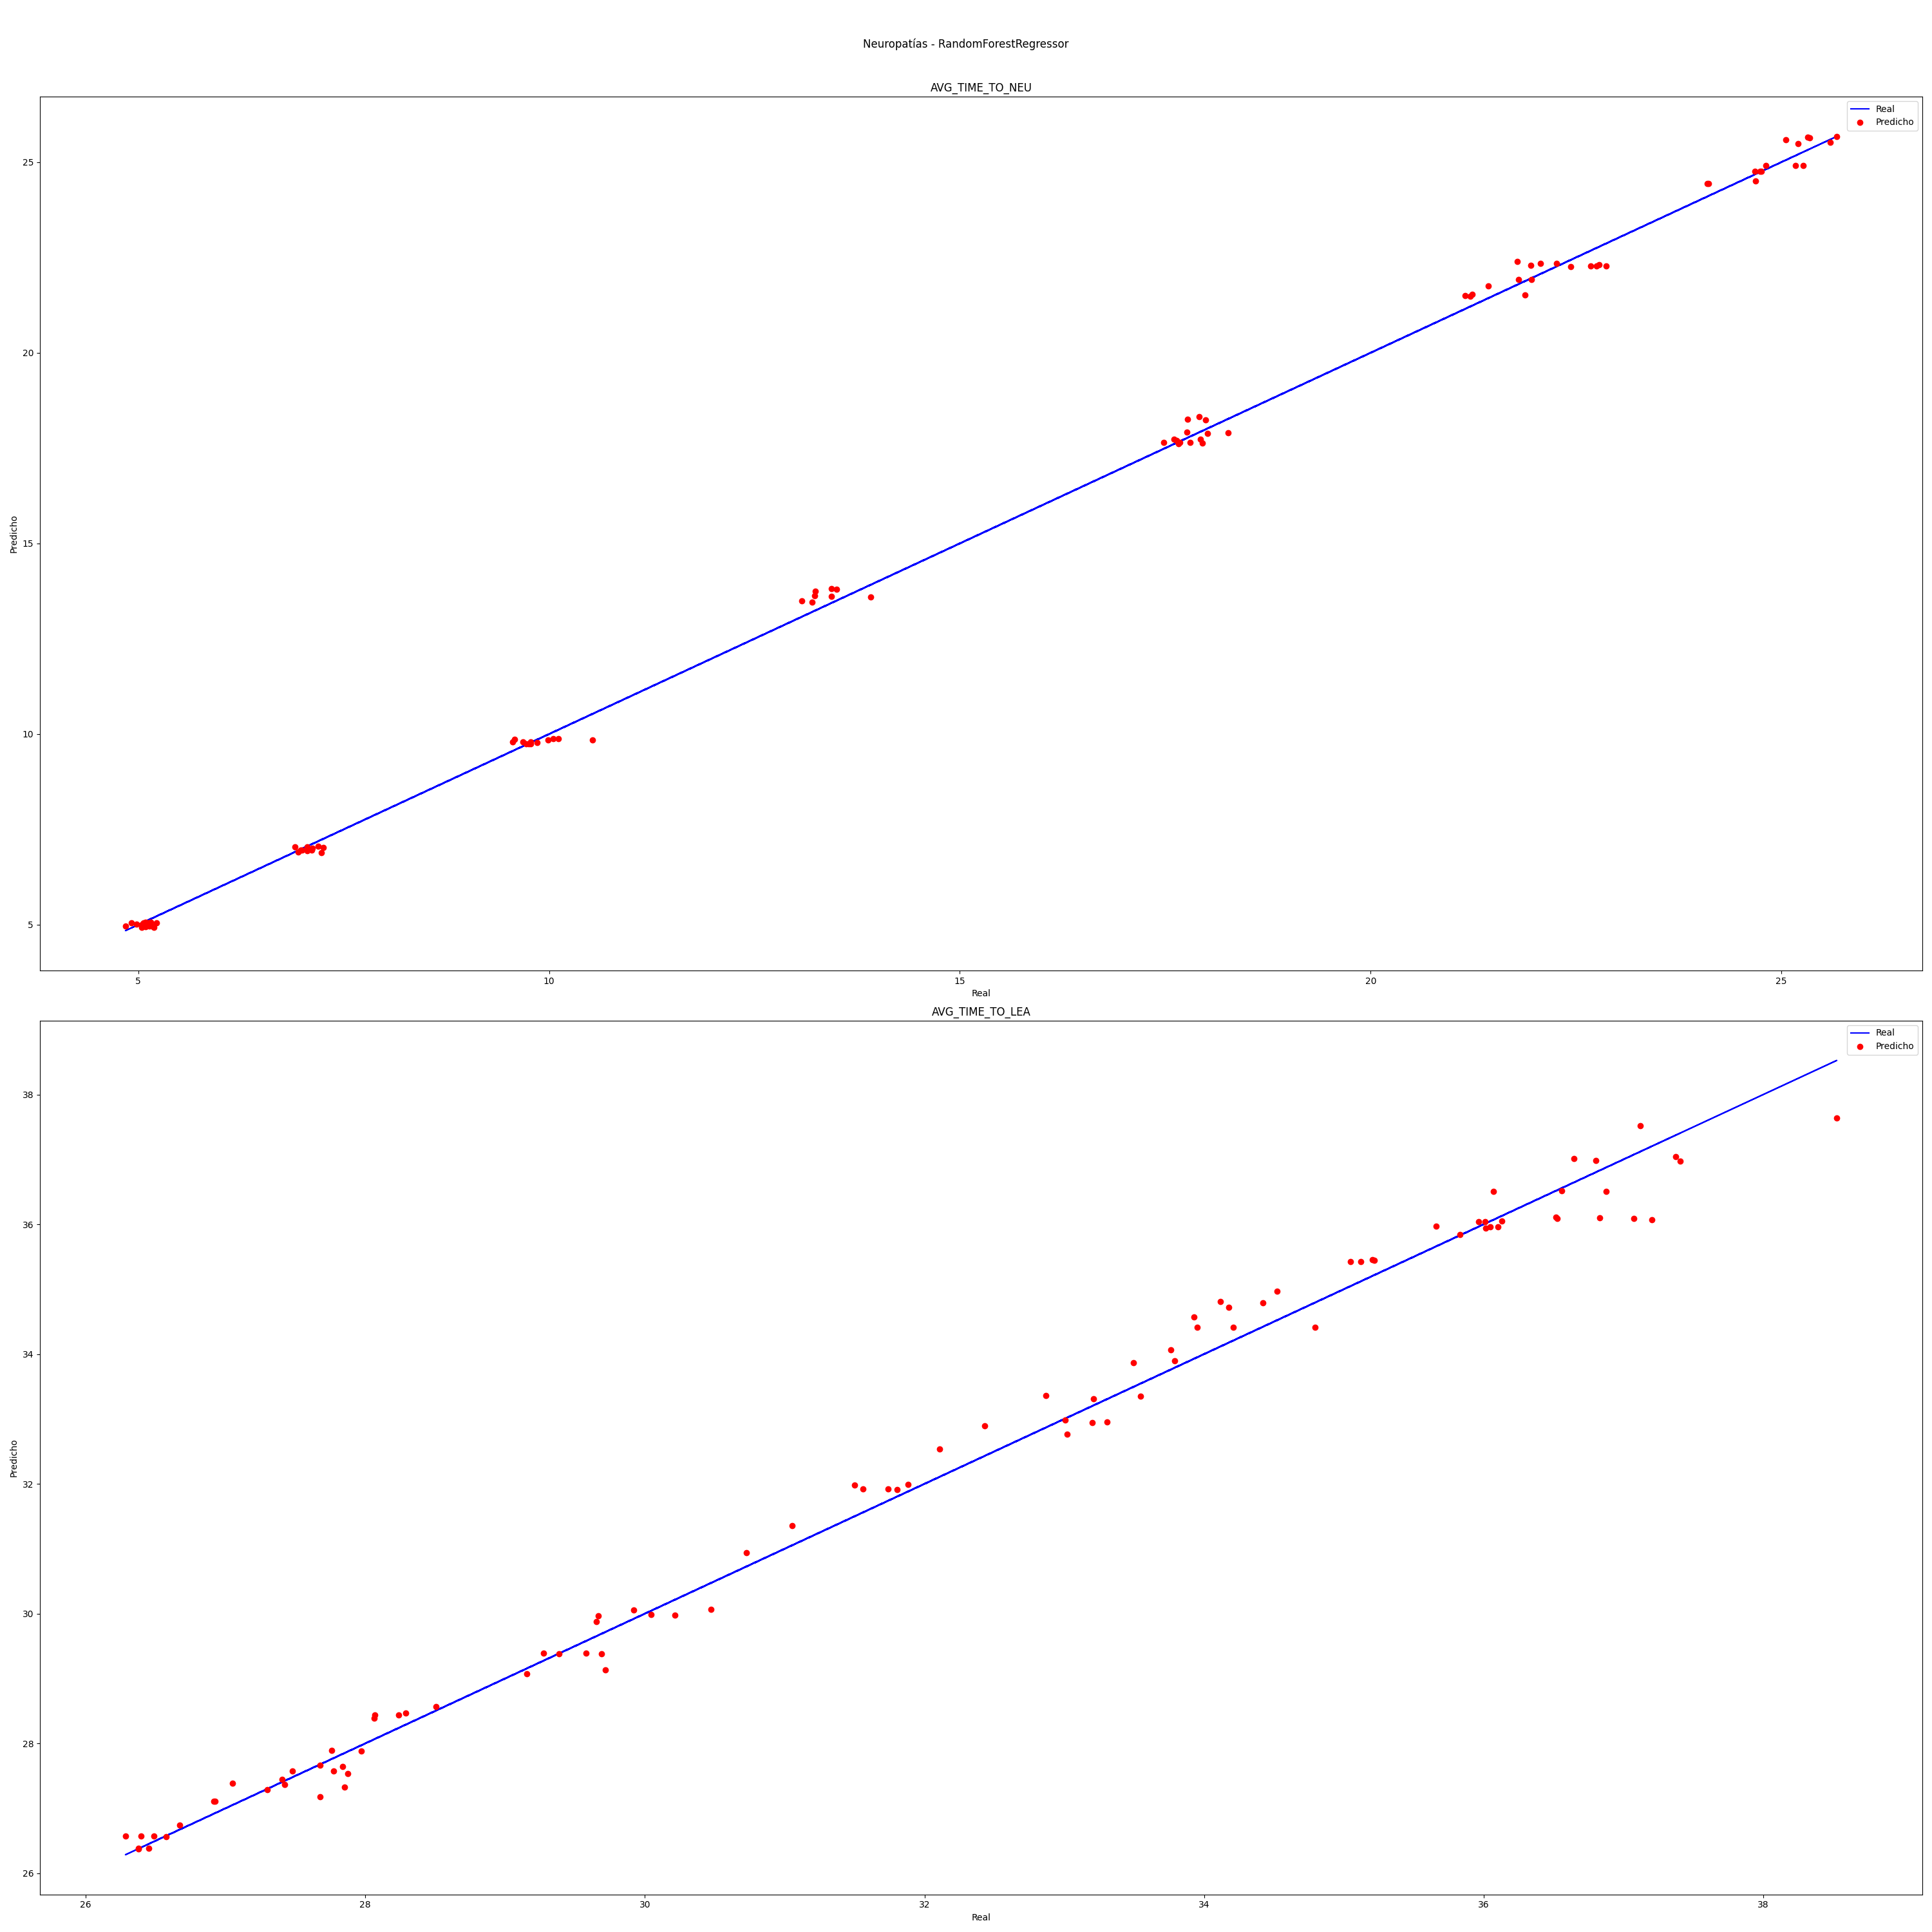 Neuropatías - RandomForestRegressor
AVG_TIME_TO_NEU
Real
Predicho
25
20
15
10
5
Predicho
5 10 15 20 25
Real
AVG_TIME_TO_LEA
Real
Predicho
38
36
34
32
30
28
26
Predicho
26 28 30 32 34 36 38
Real